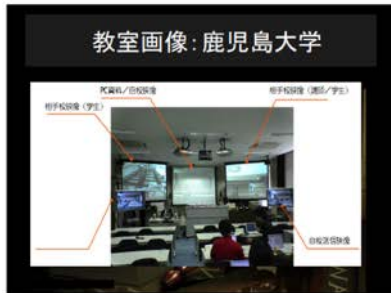 教室画像：鹿児島大学
PC資料／自校映像
相手校映像（講師／学生）
相手校映像（学生）
自校送信映像